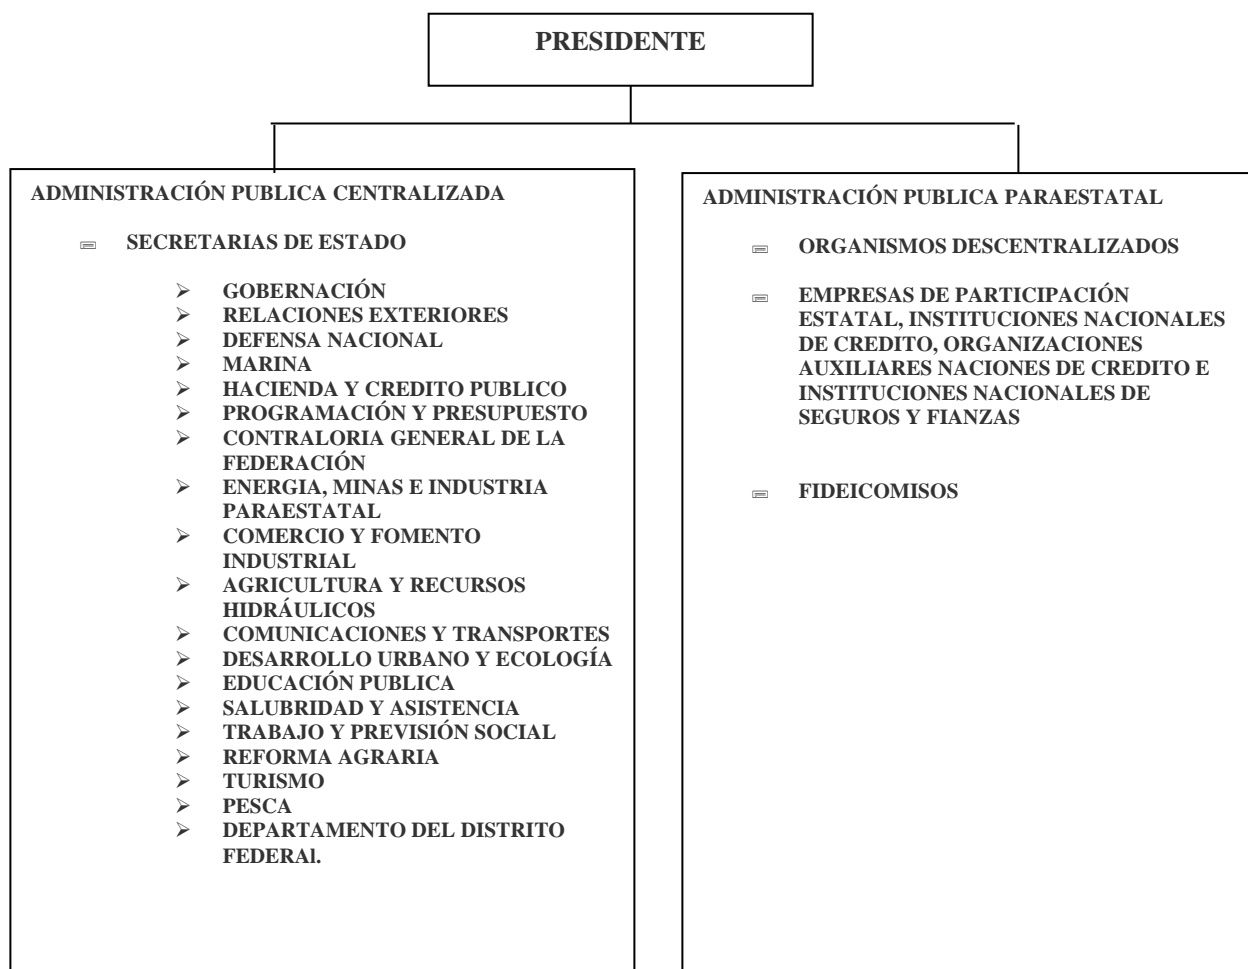 PRESIDENTE
ADMINISTRACIÓN PUBLICA CENTRALIZADA
SECRETARIAS DE ESTADO
GOBERNACIÓN
RELACIONES EXTERIORES
DEFENSA NACIONAL
MARINA
HACIENDA Y CREDITO PUBLICO
PROGRAMACIÓN Y PRESUPUESTO
CONTRALORIA GENERAL DE LA
FEDERACIÓN
ENERGIA, MINAS E INDUSTRIA
PARAESTATAL
COMERCIO Y FOMENTO
INDUSTRIAL
AGRICULTURA Y RECURSOS
HIDRÁULICOS
COMUNICACIONES Y TRANSPORTES
DESARROLLO URBANO Y ECOLOGÍA
EDUCACIÓN PUBLICA
SALUBRIDAD Y ASISTENCIA
TRABAJO Y PREVISIÓN SOCIAL
REFORMA AGRARIA
TURISMO
PESCA
DEPARTAMENTO DEL DISTRITO
FEDERAl.
ADMINISTRACIÓN PUBLICA PARAESTATAL
ORGANISMOS DESCENTRALIZADOS
EMPRESAS DE PARTICIPACIÓN
ESTATAL, INSTITUCIONES NACIONALES
DE CREDITO, ORGANIZACIONES
AUXILIARES NACIONES DE CREDITO E
INSTITUCIONES NACIONALES DE
SEGUROS Y FIANZAS
FIDEICOMISOS